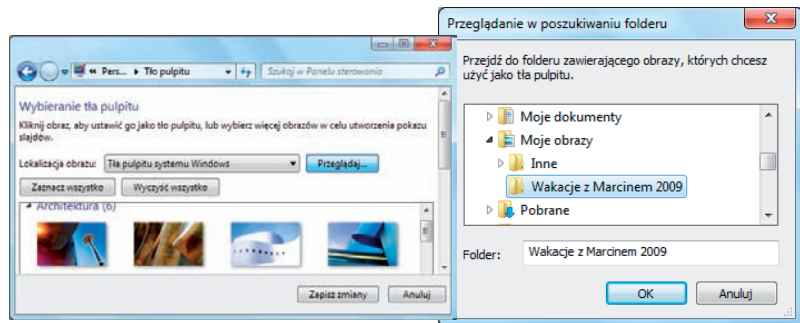 « Pers... ▸ Tło pulpitu
Szukaj w Panelu sterowania
Wybieranie tła pulpitu
Kliknij obraz, aby ustawić go jako tło pulpitu, lub wybierz więcej obrazów w celu utworzenia pokazu
slajdów.
Lokalizacja obrazu: Tła pulpitu systemu Windows Przeglądaj...
Zaznacz wszystko Wyczyść wszystko
Architektura (6)
Zapisz zmiany Anuluj
Przeglądanie w poszukiwaniu folderu
Przejdź do folderu zawierającego obrazy, których chcesz
użyć jako tła pulpitu.
Moje dokumenty
Moje obrazy
Inne
Wakacje z Marcinem 2009
Pobrane
Folder: Wakacje z Marcinem 2009
OK Anuluj